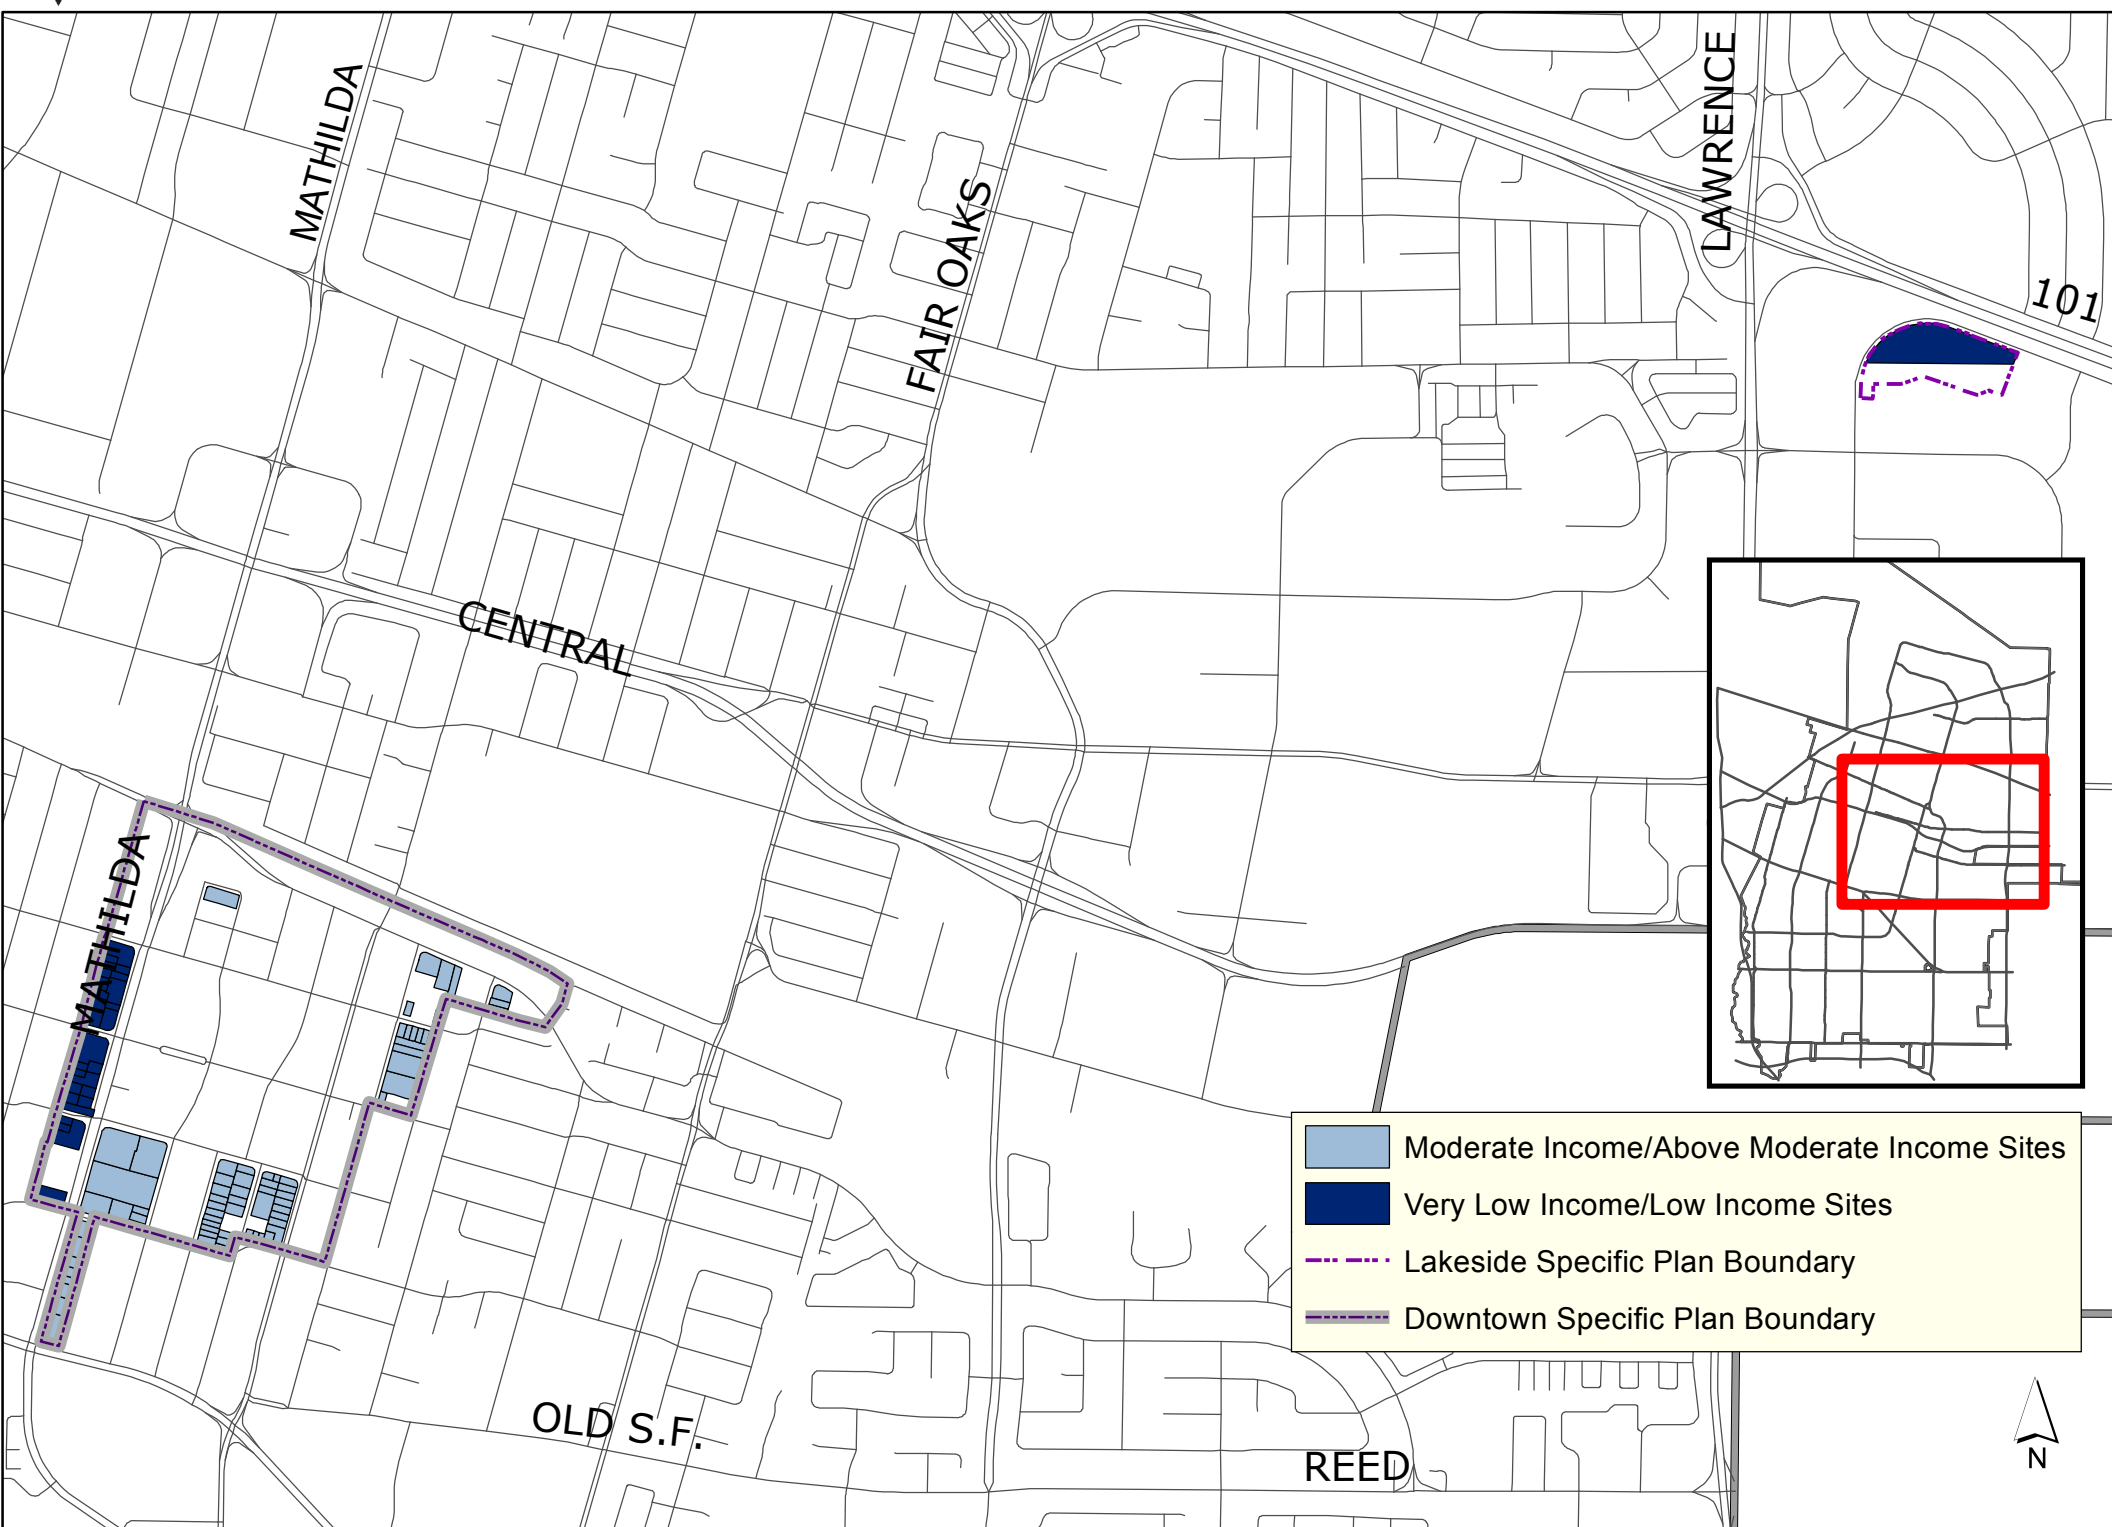 MATHILDA
LAWRENCE
FAIR OAKS
101
CENTRAL
MATHILDA
Moderate Income/Above Moderate Income Sites
Very Low Income/Low Income Sites
Lakeside Specific Plan Boundary
Downtown Specific Plan Boundary
OLD S.F.
REED
N